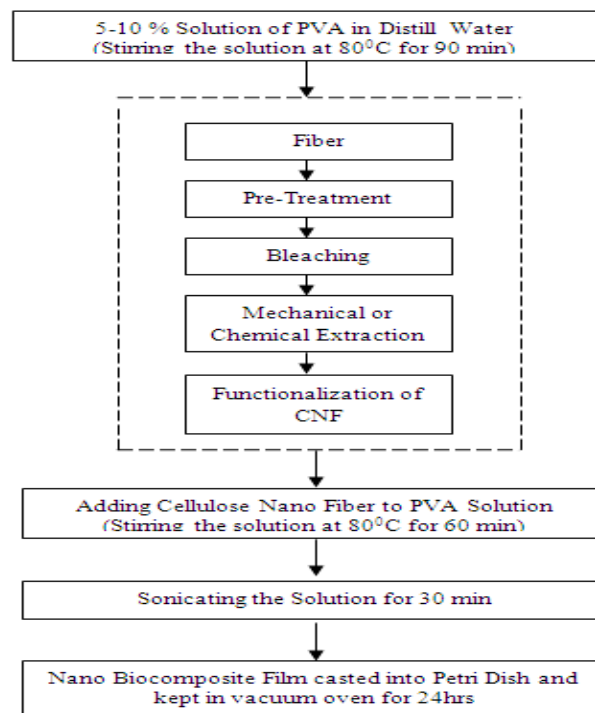 5-10 % Solution of PVA in Distill Water
(Stirring the solution at 80⁰C for 90 min)
Fiber
Pre-Treatment
Bleaching
Mechanical or
Chemical Extraction
Functionalization of
CNF
Adding Cellulose Nano Fiber to PVA Solution
(Stirring the solution at 80⁰C for 60 min)
Sonicating the Solution for 30 min
Nano Biocomposite Film casted into Petri Dish and
kept in vacuum oven for 24hrs